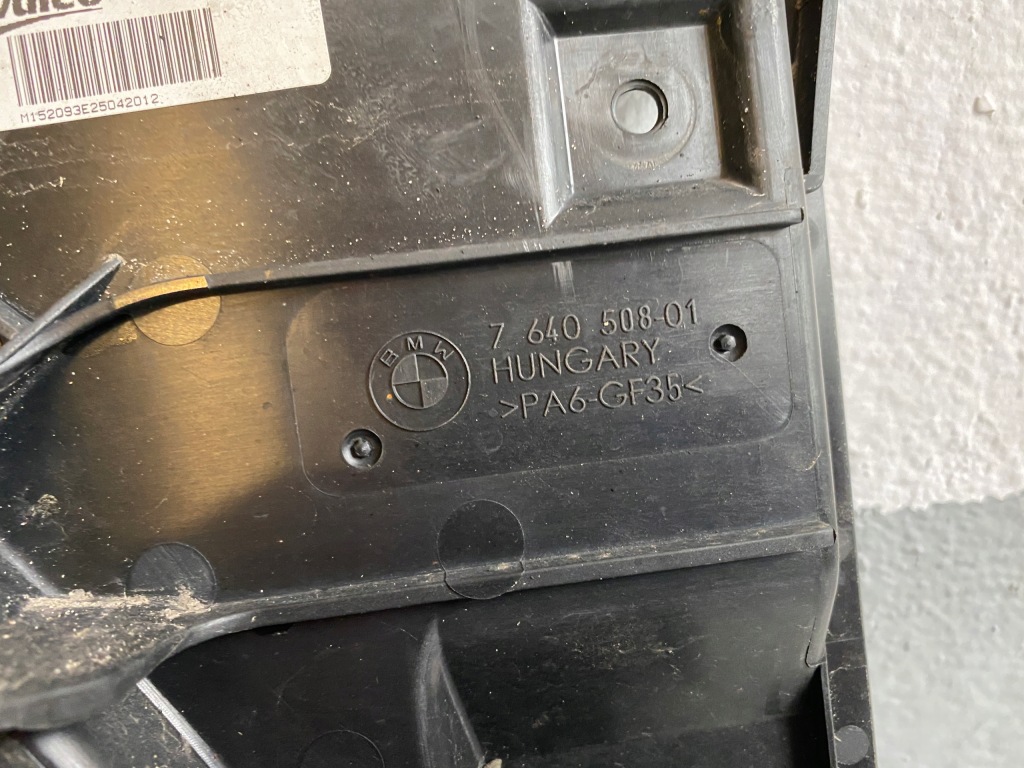 Valeo
M152093E25042012
BMW
7 640 508-01
HUNGARY
>PA6-GF35<